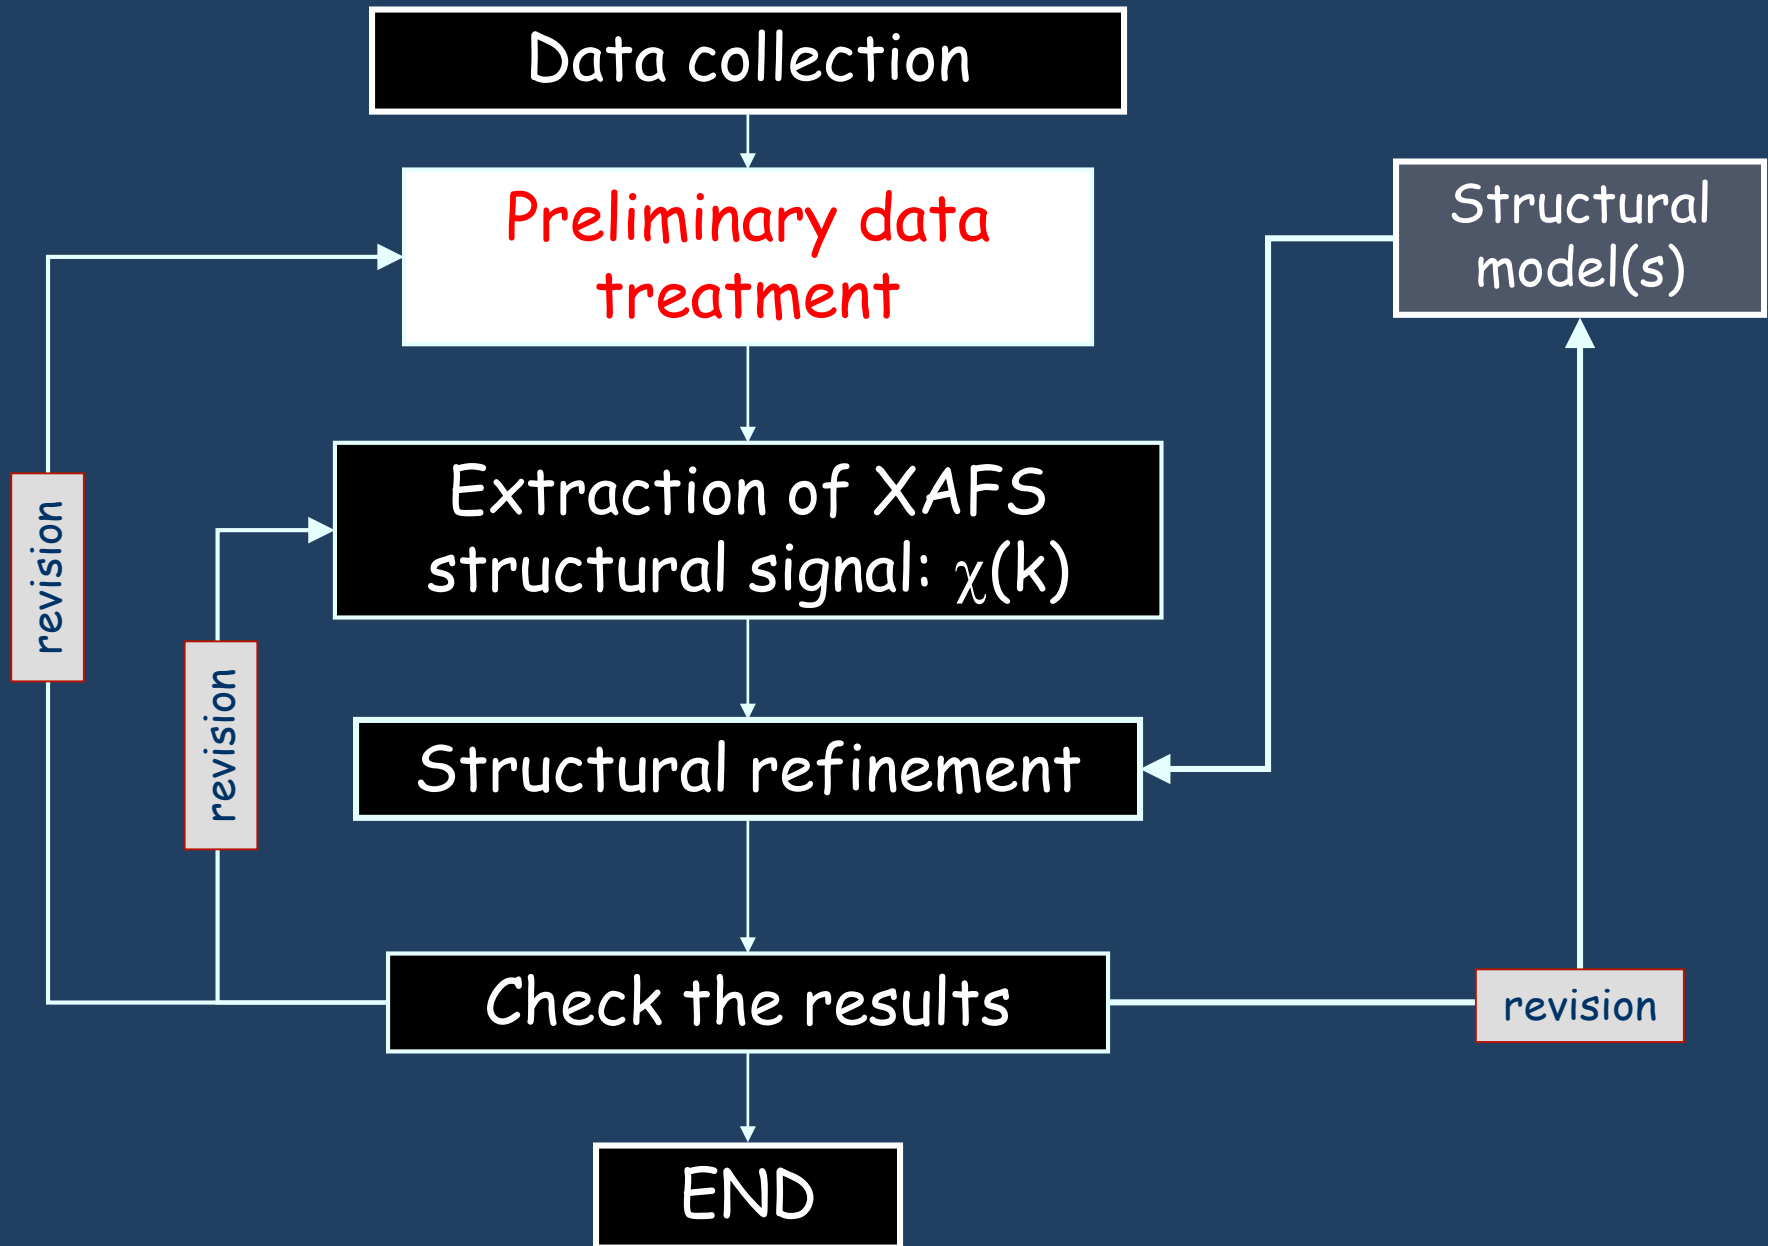 Data collection
Preliminary data
treatment
Structural
model(s)
Extraction of XAFS
structural signal: χ(k)
revision
revision
Structural refinement
Check the results
revision
END